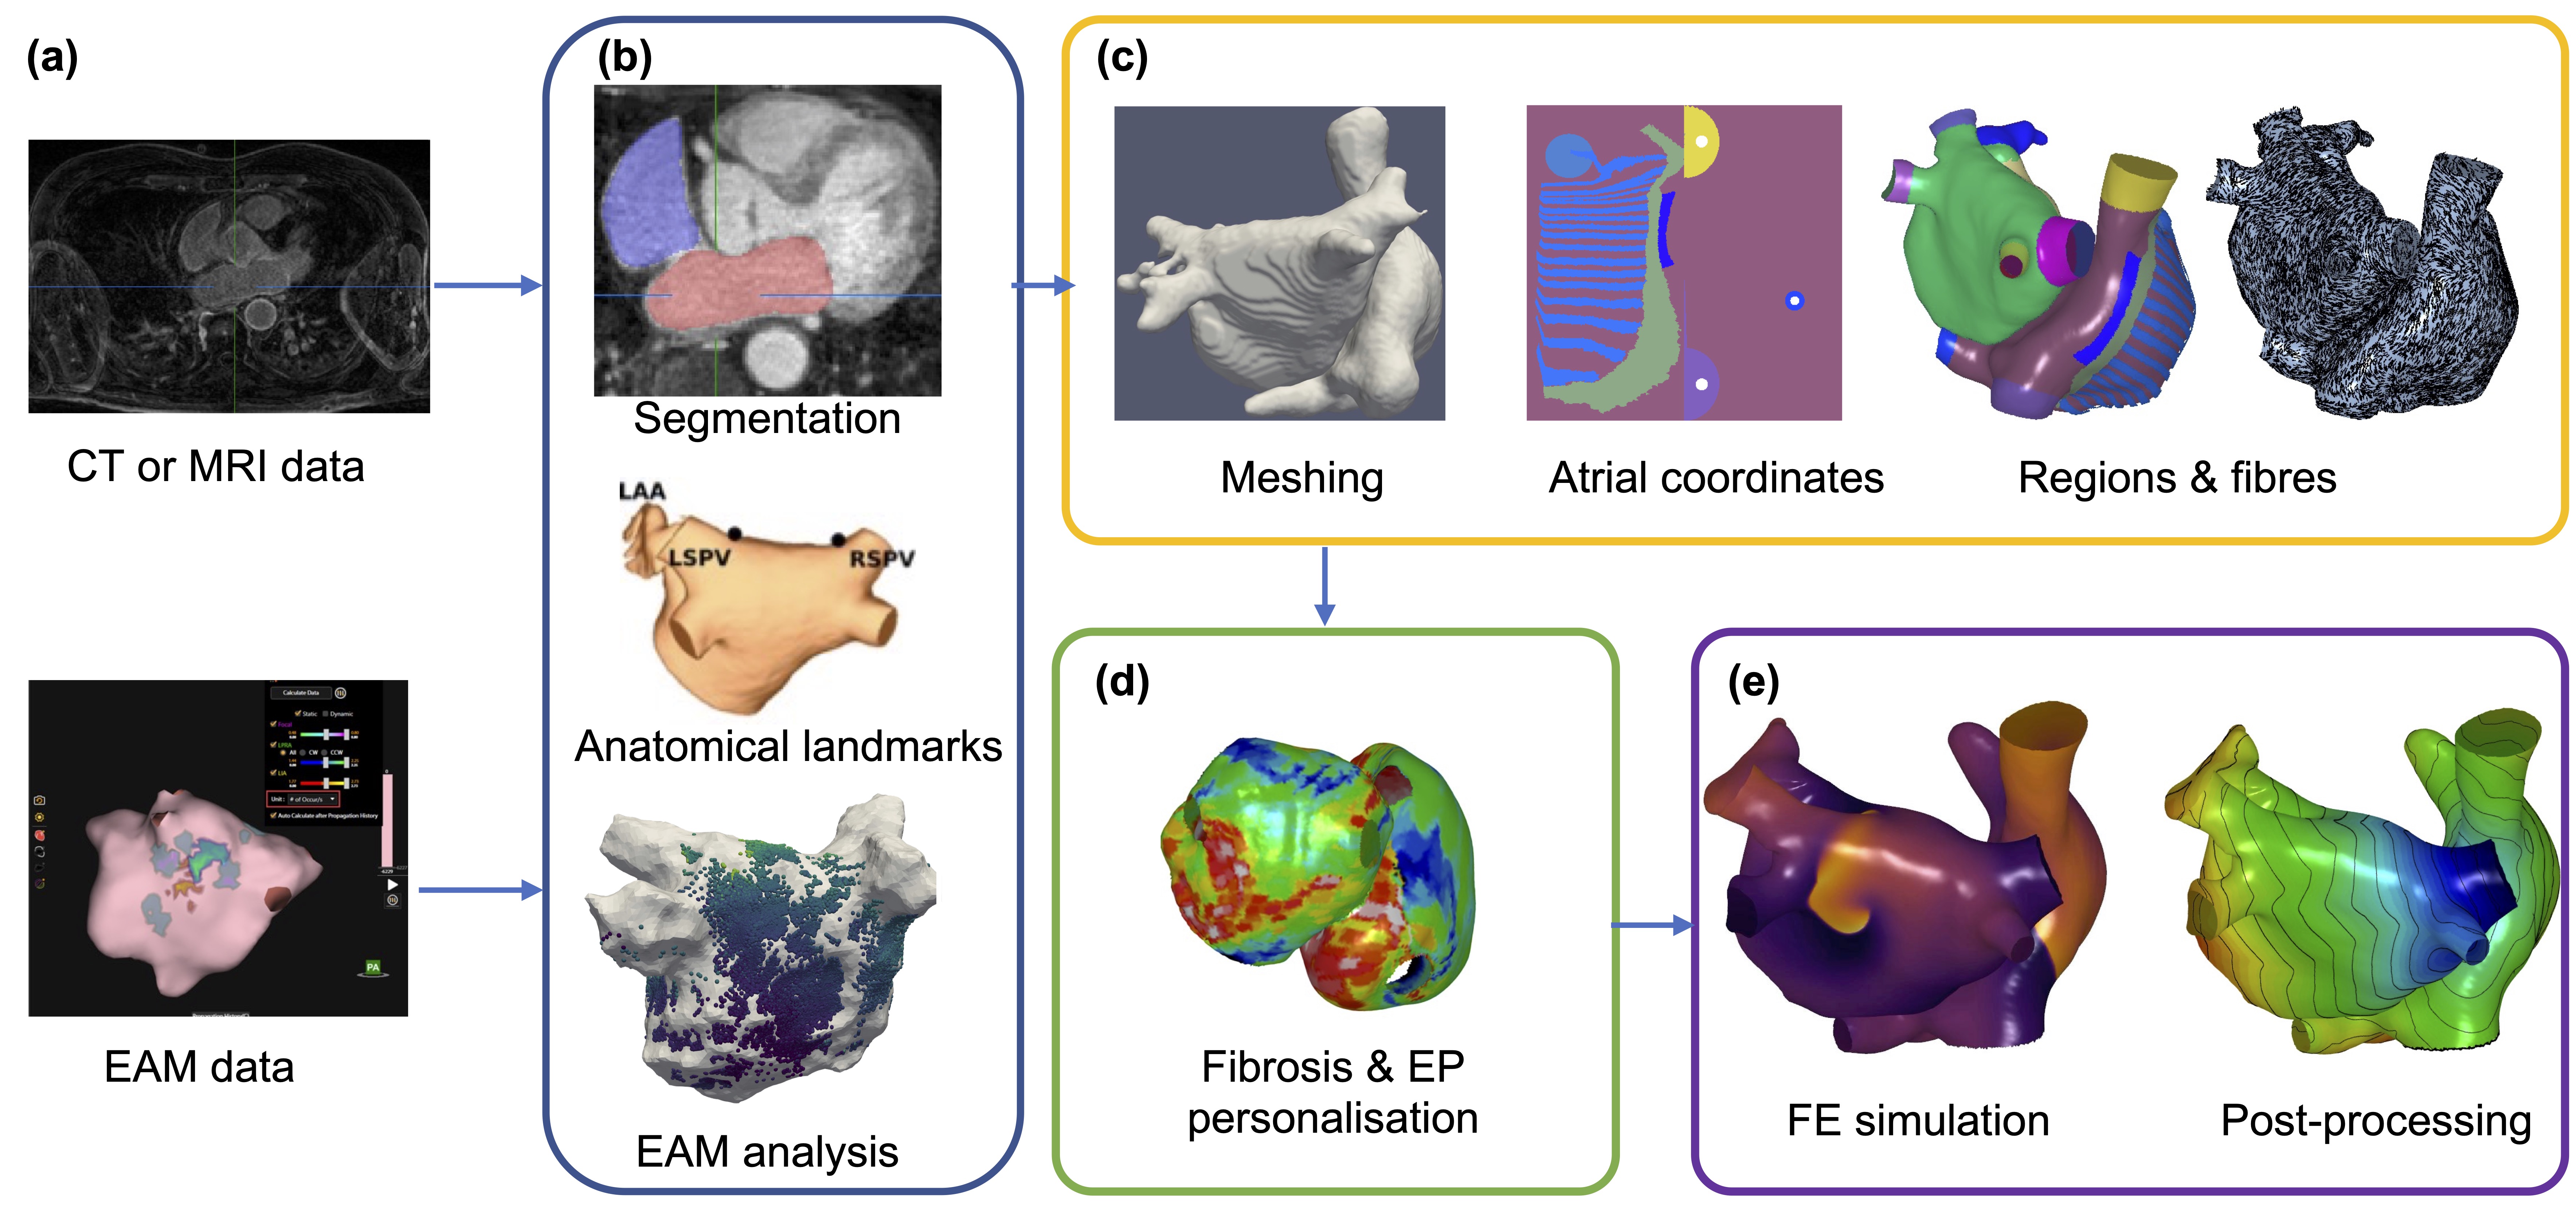 (a)
CT or MRI data
Calculate Data
Static Dynamic
Focal
LPRA
All CW CCW
LIA
Unit: # of Occur/s
Auto Calculate after Propagation History
PA
EAM data
(b)
Segmentation
LAA
LSPV
RSPV
Anatomical landmarks
EAM analysis
(c)
Meshing
Atrial coordinates
Regions & fibres
(d)
Fibrosis & EP
personalisation
(e)
FE simulation
Post-processing